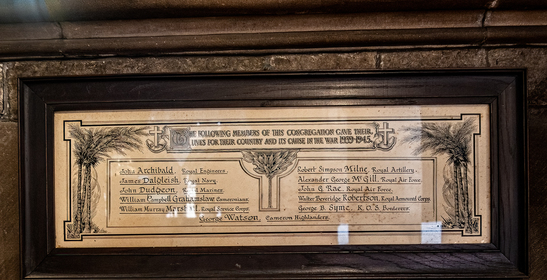 THE FOLLOWING MEMBERS OF THIS CONGREGATION GAVE THEIR
LIVES FOR THEIR COUNTRY AND ITS CAUSE IN THE WAR 1939-1945.
John Archibald, Royal Engineers.
James Dalgleish, Royal Navy.
John Dudgeon, Royal Marines.
William Campbell Grahamslaw, Cameronians.
William Murray Marshall, Royal Service Corps.
Robert Simpson Milne, Royal Artillery.
Alexander George McGill, Royal Air Force.
John G. Rae, Royal Air Force.
Walter Beveridge Robertson, Royal Armoured Corps.
George B. Syme, K.O.S. Borderers.
George Watson, Cameron Highlanders.